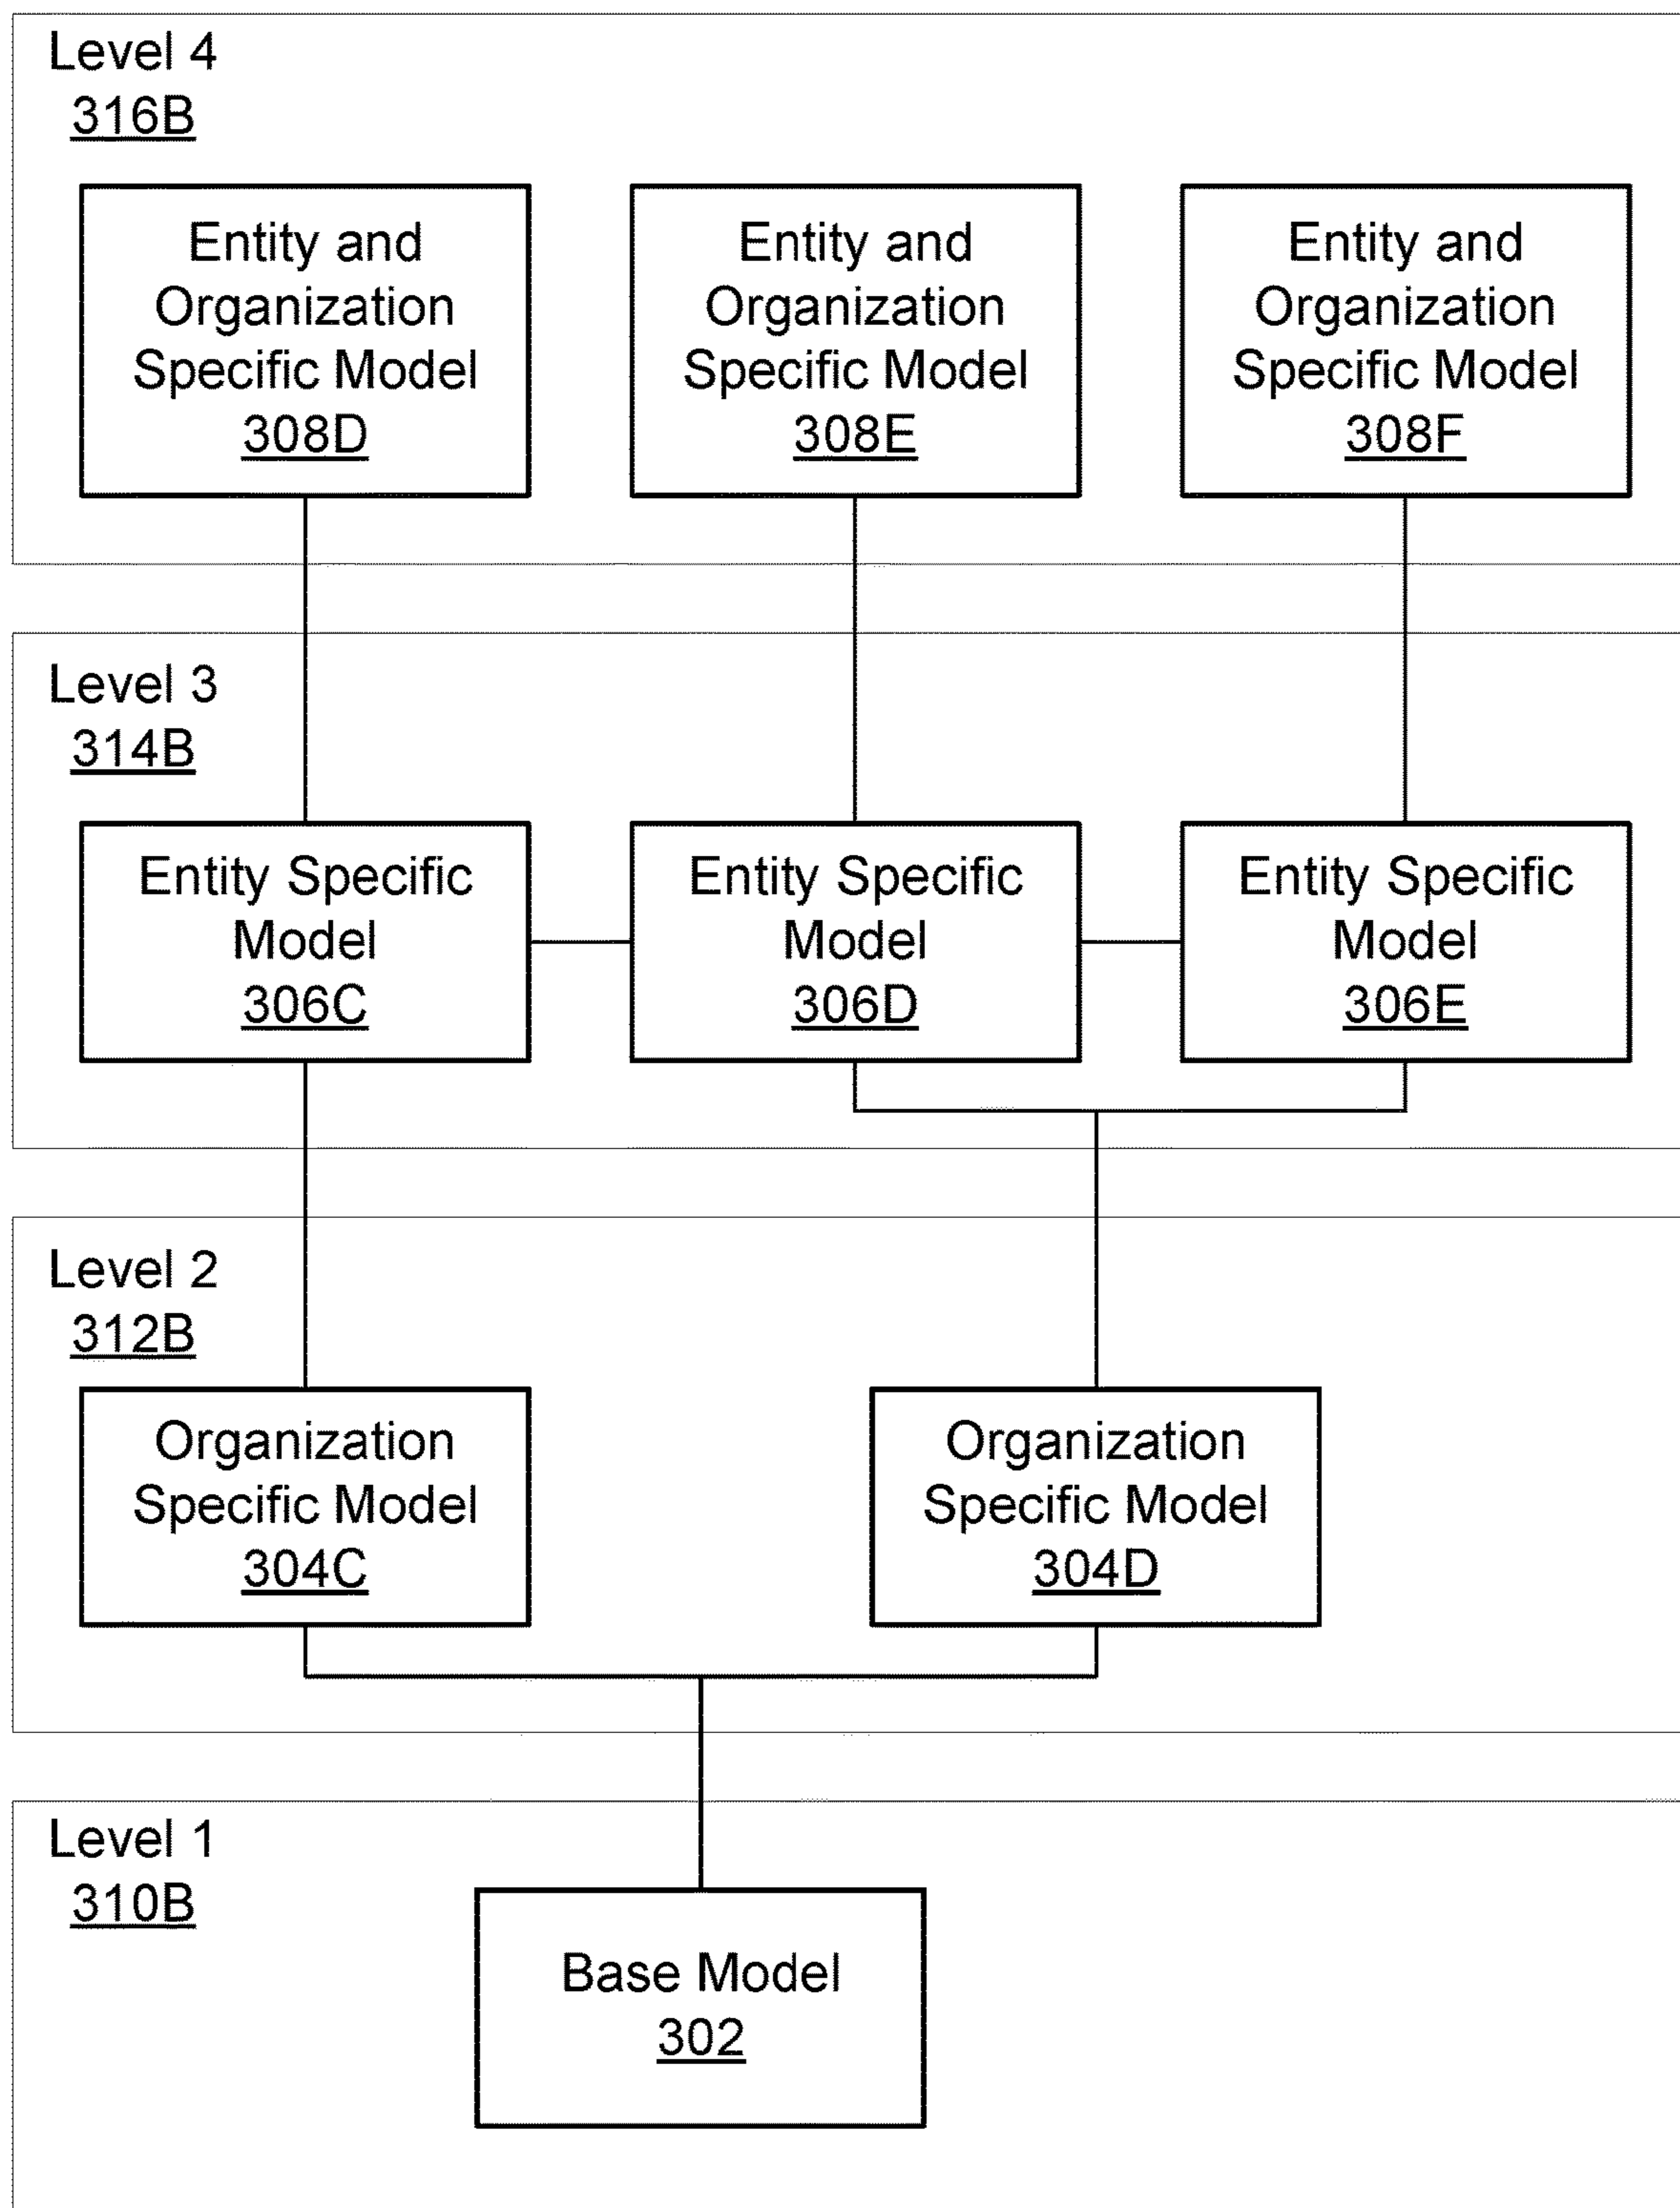 Level 4
316B
Entity and
Organization
Specific Model
308D
Entity and
Organization
Specific Model
308E
Entity and
Organization
Specific Model
308F
Level 3
314B
Entity Specific
Model
306C
Entity Specific
Model
306D
Entity Specific
Model
306E
Level 2
312B
Organization
Specific Model
304C
Organization
Specific Model
304D
Level 1
310B
Base Model
302